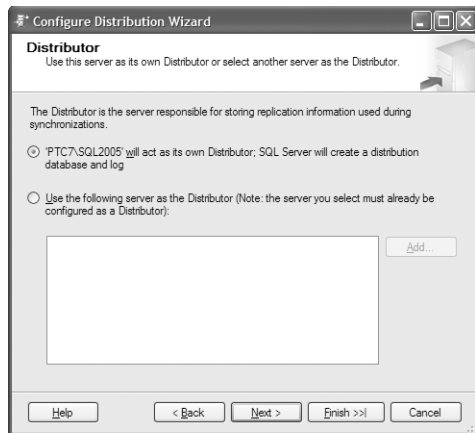 Configure Distribution Wizard
Distributor
Use this server as its own Distributor or select another server as the Distributor.
The Distributor is the server responsible for storing replication information used during
synchronizations.
'PTC7\SQL2005' will act as its own Distributor; SQL Server will create a distribution
database and log
Use the following server as the Distributor (Note: the server you select must already be
configured as a Distributor):
Add...
Help
< Back
Next >
Finish >>|
Cancel